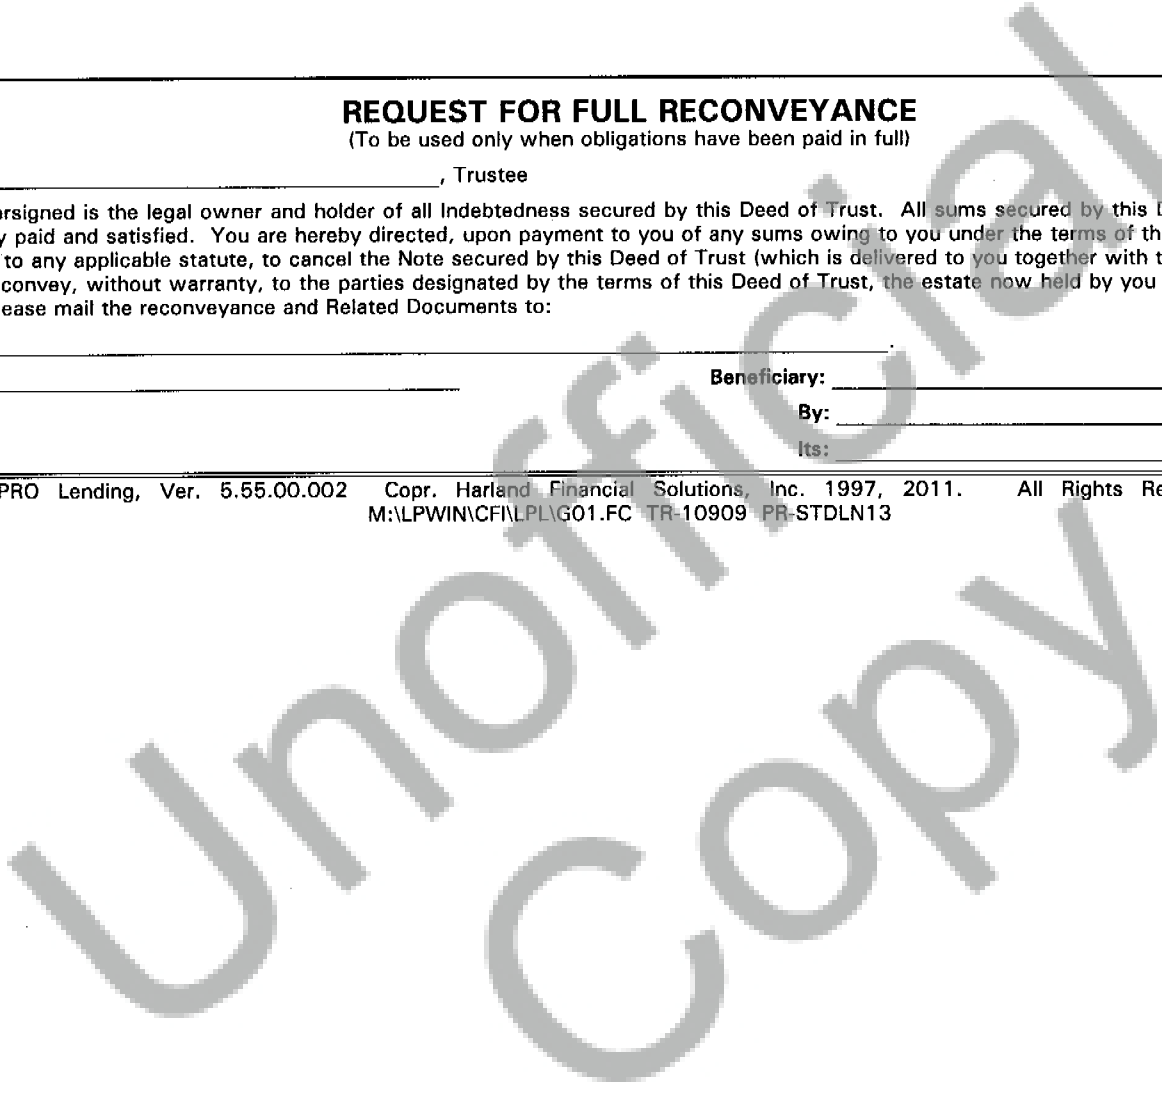 REQUEST FOR FULL RECONVEYANCE
(To be used only when obligations have been paid in full)
, Trustee
rsigned is the legal owner and holder of all Indebtedness secured by this Deed of Trust. All sums secured by this
y paid and satisfied. You are hereby directed, upon payment to you of any sums owing to you under the terms of th
to any applicable statute, to cancel the Note secured by this Deed of Trust (which is delivered to you together with t
convey, without warranty, to the parties designated by the terms of this Deed of Trust, the estate now held by you
ease mail the reconveyance and Related Documents to:
Beneficiary:
By:
Its:
PRO Lending, Ver. 5.55.00.002 Copr. Harland Financial Solutions, Inc. 1997, 2011. All Rights Re
M:\LPWIN\CFI\LPL\G01.FC TR-10909 PR-STDLN13
Unofficial
Copy